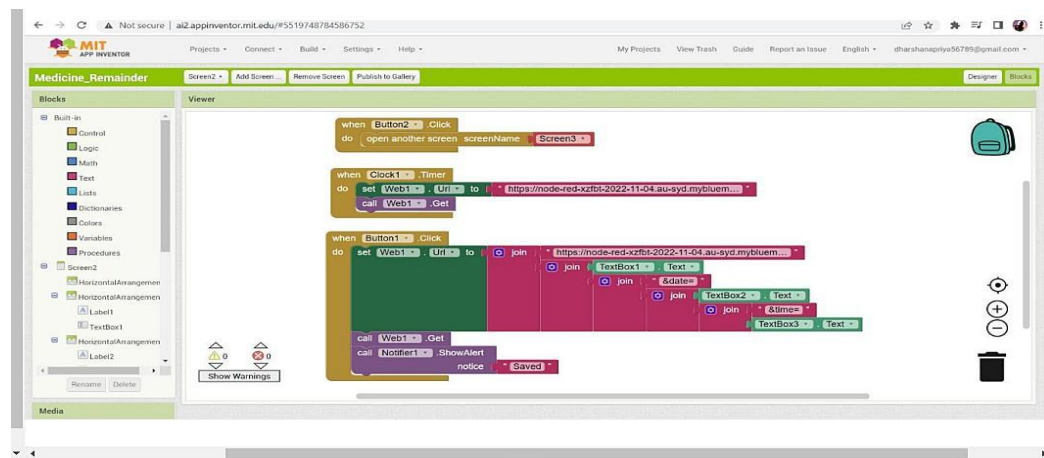 Not secure | ai2.appinventor.mit.edu/#5519748784586752
MIT
APP INVENTOR
Projects Connect Build Settings Help My Projects View Trash Guide Report an Issue English dharshanapriya56789@gmail.com
Medicine_Remainder Screen2 Add Screen ... Remove Screen Publish to Gallery Designer Blocks
Blocks Viewer
Built-in
Control
Logic
Math
Text
Lists
Dictionaries
Colors
Variables
Procedures
Screen2
HorizontalArrangemen
HorizontalArrangemen
Label1
TextBox1
HorizontalArrangemen
Label2
Rename Delete
Media
when Button2 .Click
do open another screen screenName Screen3
when Clock1 .Timer
do set Web1 . Url to " https://node-red-xzfbt-2022-11-04.au-syd.mybluem... "
call Web1 .Get
when Button1 .Click
do set Web1 . Url to join " https://node-red-xzfbt-2022-11-04.au-syd.mybluem... "
join TextBox1 . Text
join " &date= "
join TextBox2 . Text
join " &time= "
TextBox3 . Text
call Web1 .Get
call Notifier1 .ShowAlert
notice " Saved "
0 0
Show Warnings